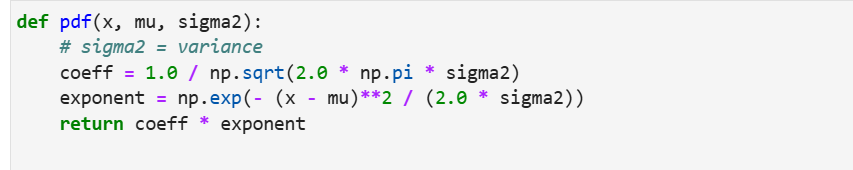 def pdf(x, mu, sigma2):
    # sigma2 = variance
    coeff = 1.0 / np.sqrt(2.0 * np.pi * sigma2)
    exponent = np.exp(- (x - mu)**2 / (2.0 * sigma2))
    return coeff * exponent